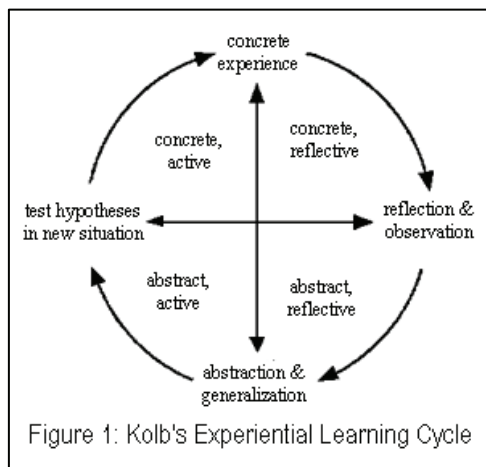 concrete
experience
concrete,
active
concrete,
reflective
test hypotheses
in new situation
reflection &
observation
abstract,
active
abstract,
reflective
abstraction &
generalization
Figure 1: Kolb's Experiential Learning Cycle